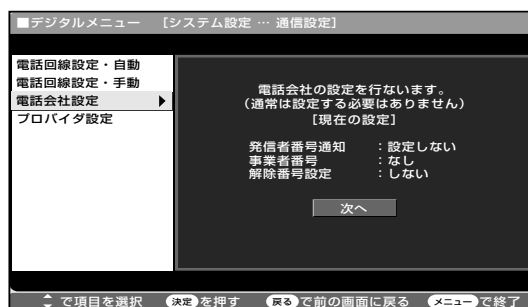 ■デジタルメニュー [システム設定 … 通信設定]
電話回線設定・自動
電話回線設定・手動
電話会社設定 ▶
プロバイダ設定
電話会社の設定を行ないます。
（通常は設定する必要はありません）
[現在の設定]
発信者番号通知 ：設定しない
事業者番号 ：なし
解除番号設定 ：しない
次へ
で項目を選択 決定を押す 戻るで前の画面に戻る メニューで終了